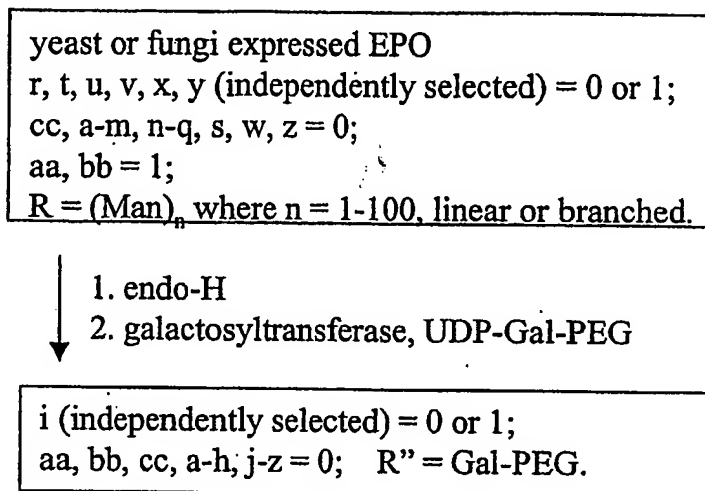 yeast or fungi expressed EPO
r, t, u, v, x, y (independently selected) = 0 or 1;
cc, a-m, n-q, s, w, z = 0;
aa, bb = 1;
R = (Man)n where n = 1-100, linear or branched.
1. endo-H
2. galactosyltransferase, UDP-Gal-PEG
i (independently selected) = 0 or 1;
aa, bb, cc, a-h, j-z = 0; R” = Gal-PEG.